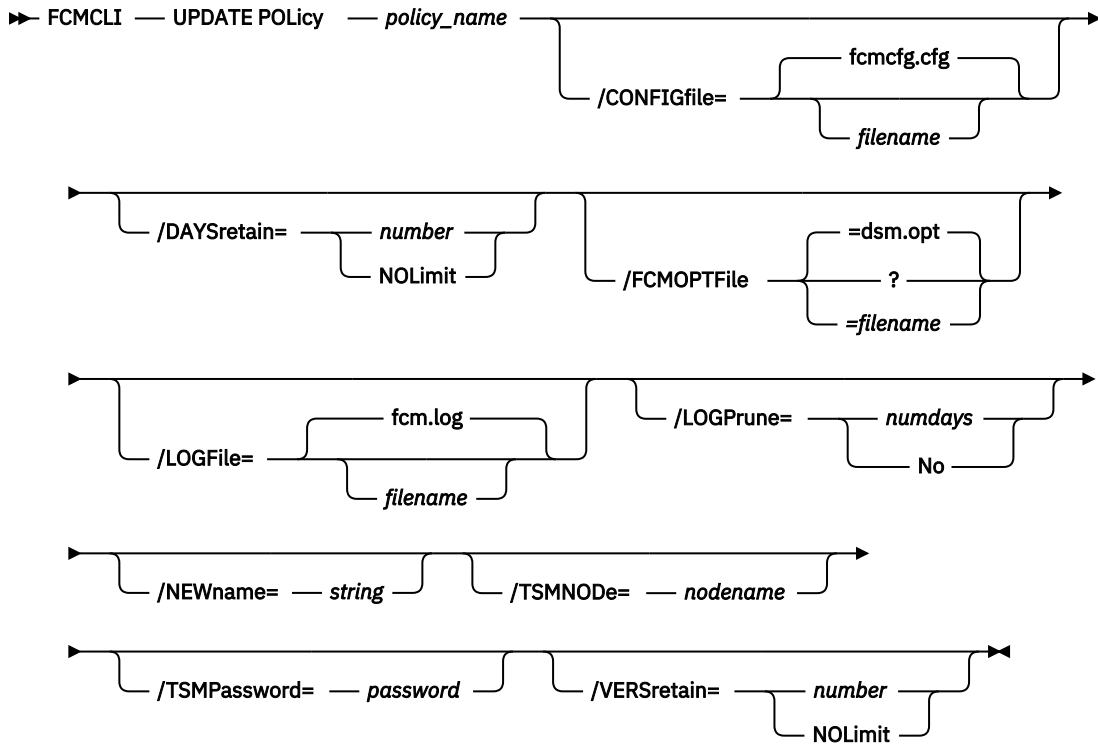 FCMCLI UPDATE POLicy policy_name
fcmcfg.cfg
/CONFIGfile=
filename
/DAYSretain= number
NOLimit
=dsm.opt
/FCMOPTFile ?
=filename
fcm.log
/LOGFile=
filename
/LOGPrune= numdays
No
/NEWname= string
/TSMNODe= nodename
/TSMPassword= password
/VERSretain= number
NOLimit